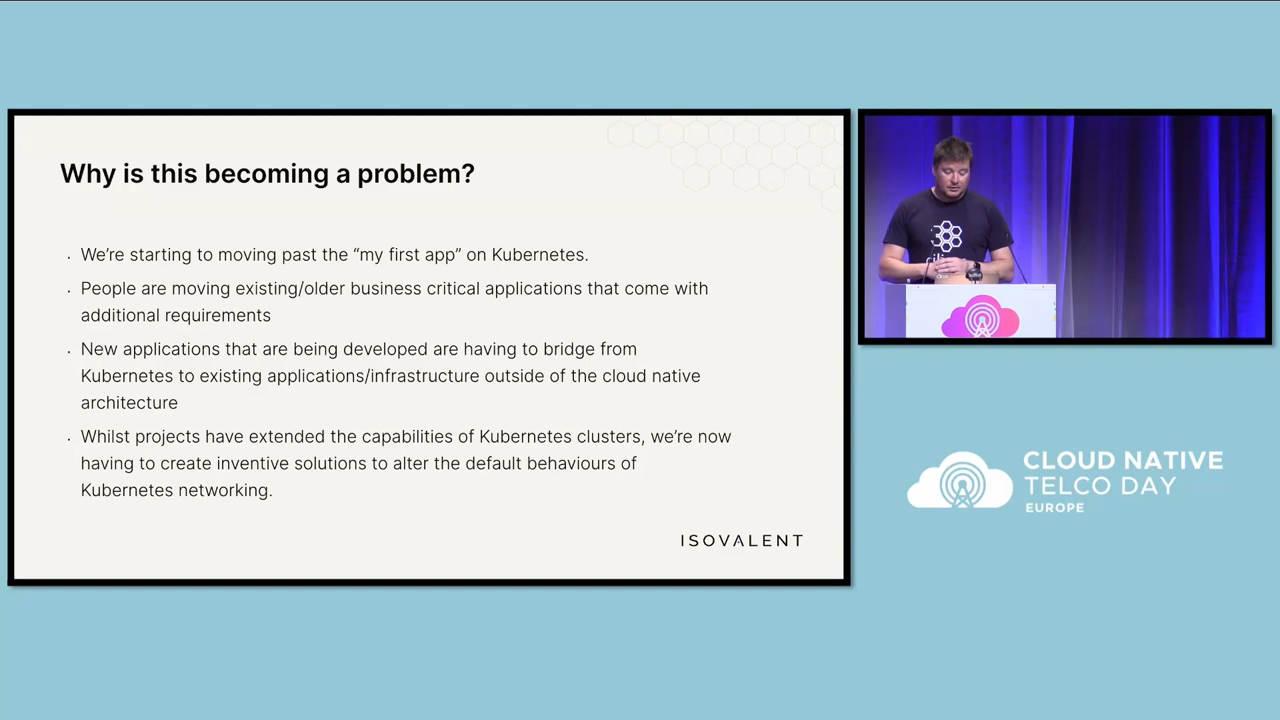 Why is this becoming a problem?
. We're starting to moving past the “my first app” on Kubernetes.
. People are moving existing/older business critical applications that come with
additional requirements
. New applications that are being developed are having to bridge from
Kubernetes to existing applications/infrastructure outside of the cloud native
architecture
. Whilst projects have extended the capabilities of Kubernetes clusters, we're now
having to create inventive solutions to alter the default behaviours of
Kubernetes networking.
ISOVALENT
CLOUD NATIVE
TELCO DAY
EUROPE